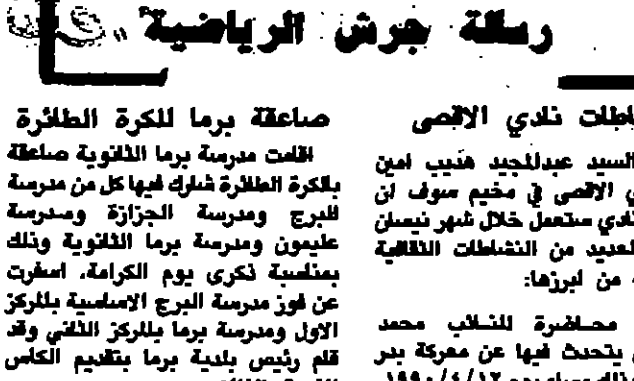 رسالة جرش الرياضية
نادي الاقصى
السيد عبدالمجيد هنيب امين
الاقصى في مخيم سوف ان
ستعمل خلال شهر نيسان
العديد من النشاطات الثقافية
من ابرزها:
محاضرة للنائب محمد
يتحدث فيها عن معركة بدر
صاعقة برما للكرة الطائرة
اقامت مدرسة برما الثانوية صاعقة
بالكرة الطائرة شارك فيها كل من مدرسة
البرج ومدرسة الجزازة ومدرسة
عليمون ومدرسة برما الثانوية وذلك
بمناسبة ذكرى يوم الكرامة، اسفرت
عن فوز مدرسة البرج الاساسية بالمركز
الاول ومدرسة برما بالمركز الثاني وقد
قام رئيس بلدية برما بتقديم الكاس